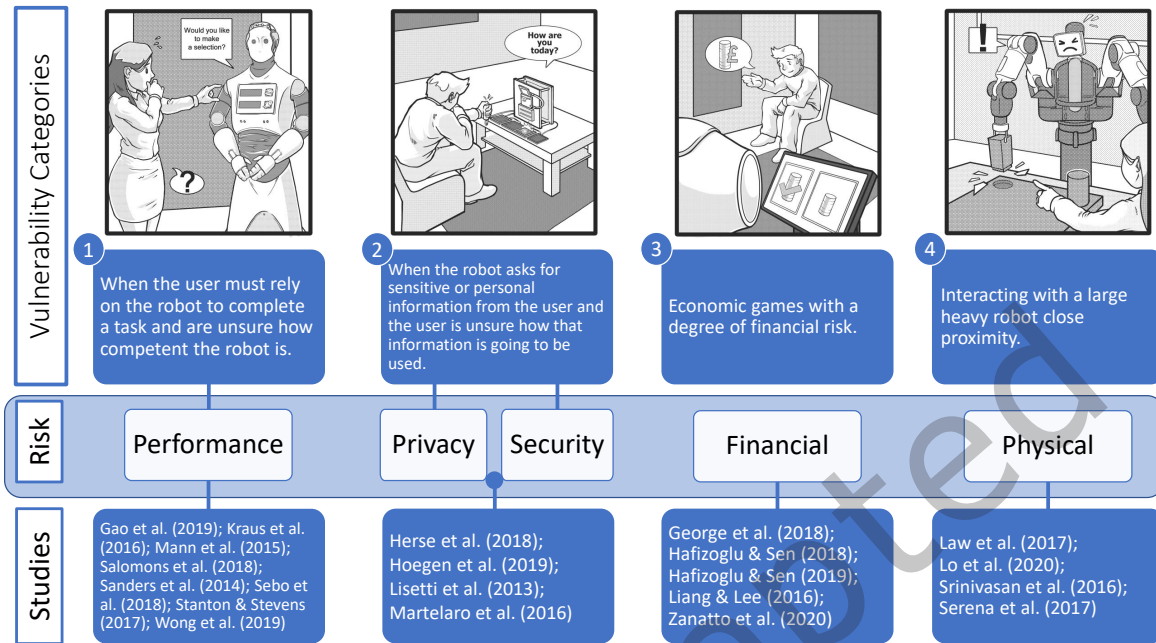 Vulnerability Categories
Would you like
to make
a selection?
?
How are
you
today?
£
!
1
When the user must rely
on the robot to complete
a task and are unsure how
competent the robot is.
2
When the robot asks for
sensitive or personal
information from the user and
the user is unsure how that
information is going to be
used.
3
Economic games with a
degree of financial risk.
4
Interacting with a large
heavy robot close
proximity.
Risk
Performance
Privacy
Security
Financial
Physical
Studies
Gao et al. (2019); Kraus et al.
(2016); Mann et al. (2015);
Salomons et al. (2018);
Sanders et al. (2014); Sebo et
al. (2018); Stanton & Stevens
(2017); Wong et al. (2019)
Herse et al. (2018);
Hoegen et al. (2019);
Lisetti et al. (2013);
Martelaro et al. (2016)
George et al. (2018);
Hafizoglu & Sen (2018);
Hafizoglu & Sen (2019);
Liang & Lee (2016);
Zanatto et al. (2020)
Law et al. (2017);
Lo et al. (2020);
Srinivasan et al. (2016);
Serena et al. (2017)